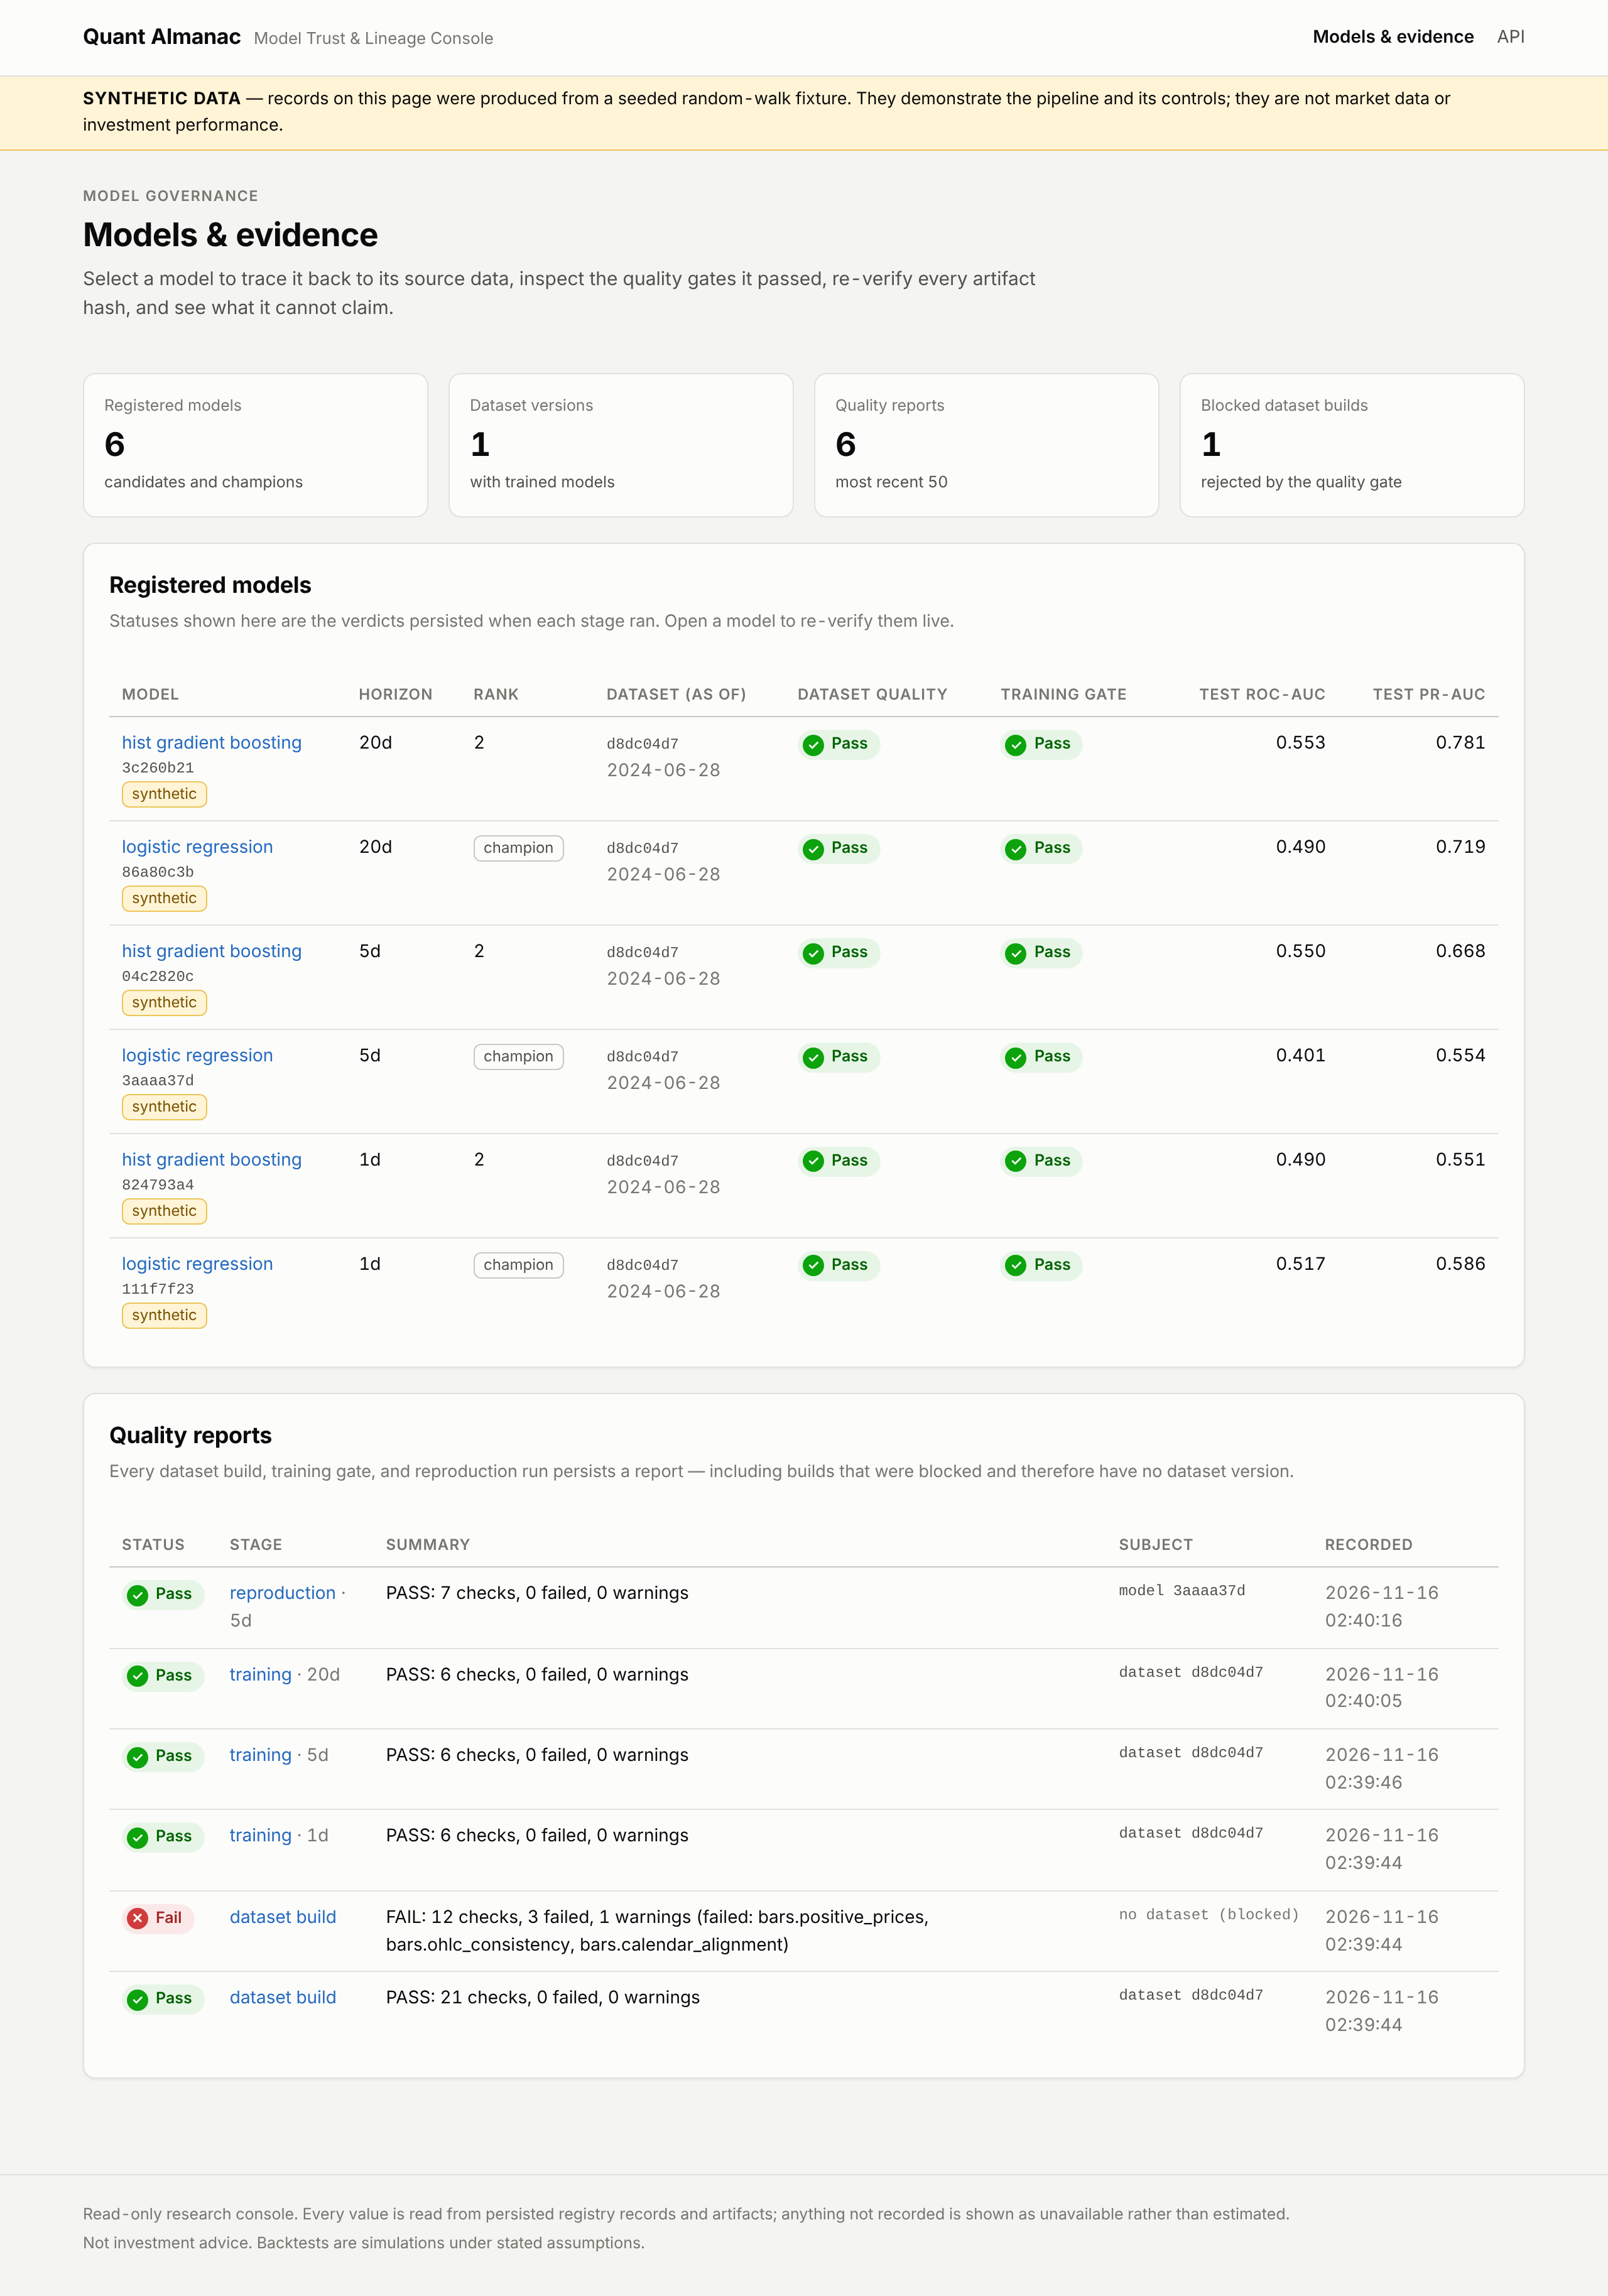 Quant Almanac Model Trust & Lineage Console Models & evidence API
SYNTHETIC DATA — records on this page were produced from a seeded random-walk fixture. They demonstrate the pipeline and its controls; they are not market data or
investment performance.
MODEL GOVERNANCE
Models & evidence
Select a model to trace it back to its source data, inspect the quality gates it passed, re-verify every artifact
hash, and see what it cannot claim.
Registered models
6
candidates and champions
Dataset versions
1
with trained models
Quality reports
6
most recent 50
Blocked dataset builds
1
rejected by the quality gate
Registered models
Statuses shown here are the verdicts persisted when each stage ran. Open a model to re-verify them live.
MODEL HORIZON RANK DATASET (AS OF) DATASET QUALITY TRAINING GATE TEST ROC-AUC TEST PR-AUC
hist gradient boosting 20d 2 d8dc04d7 Pass Pass 0.553 0.781
3c260b21 2024-06-28
synthetic
logistic regression 20d champion d8dc04d7 Pass Pass 0.490 0.719
86a80c3b 2024-06-28
synthetic
hist gradient boosting 5d 2 d8dc04d7 Pass Pass 0.550 0.668
04c2820c 2024-06-28
synthetic
logistic regression 5d champion d8dc04d7 Pass Pass 0.401 0.554
3aaaa37d 2024-06-28
synthetic
hist gradient boosting 1d 2 d8dc04d7 Pass Pass 0.490 0.551
824793a4 2024-06-28
synthetic
logistic regression 1d champion d8dc04d7 Pass Pass 0.517 0.586
111f7f23 2024-06-28
synthetic
Quality reports
Every dataset build, training gate, and reproduction run persists a report — including builds that were blocked and therefore have no dataset version.
STATUS STAGE SUMMARY SUBJECT RECORDED
Pass reproduction · PASS: 7 checks, 0 failed, 0 warnings model 3aaaa37d 2026-11-16
5d 02:40:16
Pass training · 20d PASS: 6 checks, 0 failed, 0 warnings dataset d8dc04d7 2026-11-16
02:40:05
Pass training · 5d PASS: 6 checks, 0 failed, 0 warnings dataset d8dc04d7 2026-11-16
02:39:46
Pass training · 1d PASS: 6 checks, 0 failed, 0 warnings dataset d8dc04d7 2026-11-16
02:39:44
Fail dataset build FAIL: 12 checks, 3 failed, 1 warnings (failed: bars.positive_prices, no dataset (blocked) 2026-11-16
bars.ohlc_consistency, bars.calendar_alignment) 02:39:44
Pass dataset build PASS: 21 checks, 0 failed, 0 warnings dataset d8dc04d7 2026-11-16
02:39:44
Read-only research console. Every value is read from persisted registry records and artifacts; anything not recorded is shown as unavailable rather than estimated.
Not investment advice. Backtests are simulations under stated assumptions.